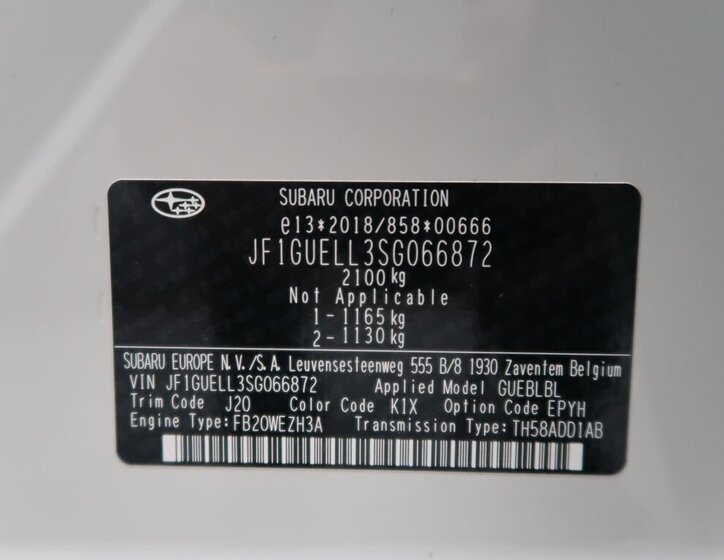 SUBARU CORPORATION
e13*2018/858*00666
JF1GUELL3SG066872
2100kg
Not Applicable
1-1165kg
2-1130kg
SUBARU EUROPE N.V./S.A. Leuvensesteenweg 555 B/8 1930 Zaventem Belgium
VIN JF1GUELL3SG066872 Applied Model GUEBLBL
Trim Code J20 Color Code K1X Option Code EPYH
Engine Type:FB20WEZH3A Transmission Type:TH58ADD1AB